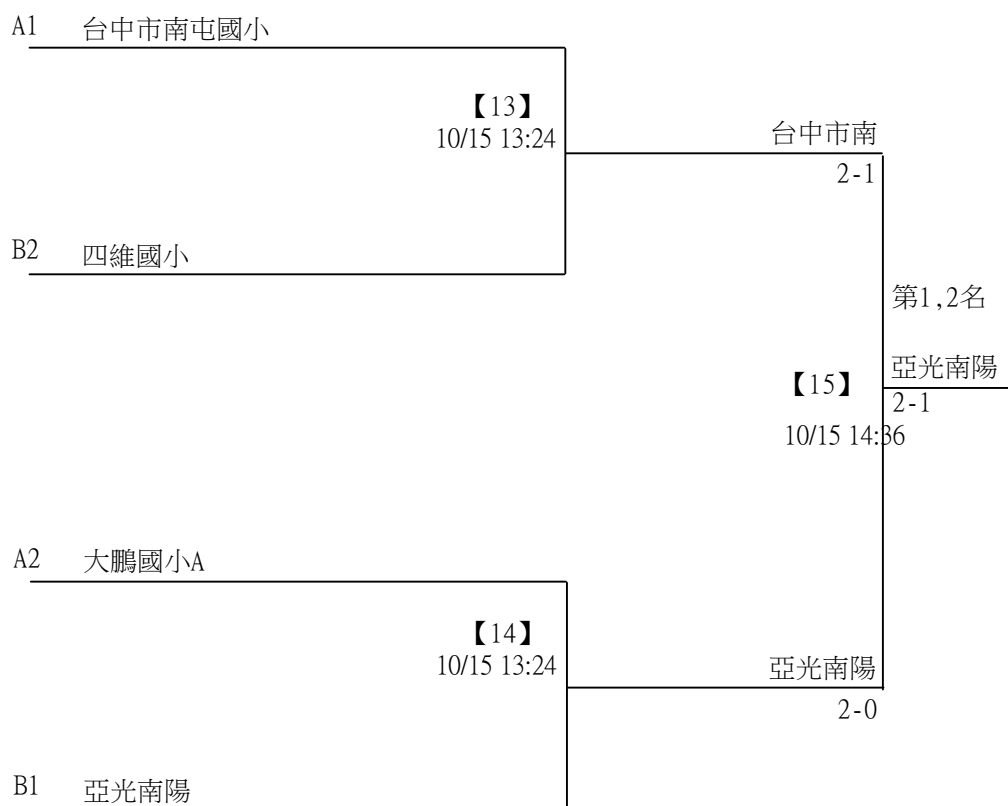 A1 台中市南屯國小
【13】
10/15 13:24
台中市南
2-1
B2 四維國小
第1,2名
亞光南陽
【15】
2-1
10/15 14:36
A2 大鵬國小A
【14】
10/15 13:24
亞光南陽
2-0
B1 亞光南陽